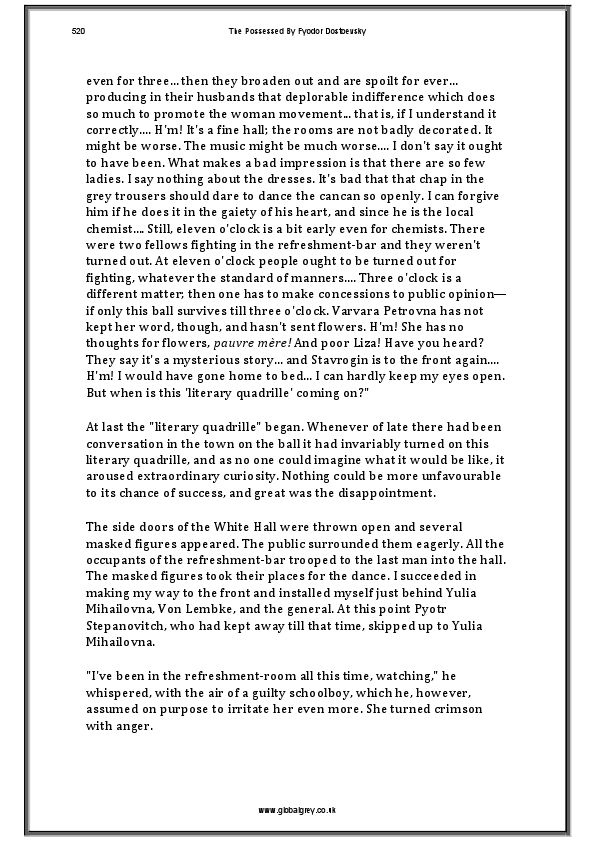 520
The Possessed By Fyodor Dostoevsky
even for three... then they broaden out and are spoilt for ever...
producing in their husbands that deplorable indifference which does
so much to promote the woman movement... that is, if I understand it
correctly.... H'm! It's a fine hall; the rooms are not badly decorated. It
might be worse. The music might be much worse.... I don't say it ought
to have been. What makes a bad impression is that there are so few
ladies. I say nothing about the dresses. It's bad that that chap in the
grey trousers should dare to dance the cancan so openly. I can forgive
him if he does it in the gaiety of his heart, and since he is the local
chemist.... Still, eleven o'clock is a bit early even for chemists. There
were two fellows fighting in the refreshment-bar and they weren't
turned out. At eleven o'clock people ought to be turned out for
fighting, whatever the standard of manners.... Three o'clock is a
different matter; then one has to make concessions to public opinion—
if only this ball survives till three o'clock. Varvara Petrovna has not
kept her word, though, and hasn't sent flowers. H'm! She has no
thoughts for flowers, pauvre mère! And poor Liza! Have you heard?
They say it's a mysterious story... and Stavrogin is to the front again....
H'm! I would have gone home to bed... I can hardly keep my eyes open.
But when is this 'literary quadrille' coming on?"
At last the "literary quadrille" began. Whenever of late there had been
conversation in the town on the ball it had invariably turned on this
literary quadrille, and as no one could imagine what it would be like, it
aroused extraordinary curiosity. Nothing could be more unfavourable
to its chance of success, and great was the disappointment.
The side doors of the White Hall were thrown open and several
masked figures appeared. The public surrounded them eagerly. All the
occupants of the refreshment-bar trooped to the last man into the hall.
The masked figures took their places for the dance. I succeeded in
making my way to the front and installed myself just behind Yulia
Mihailovna, Von Lembke, and the general. At this point Pyotr
Stepanovitch, who had kept away till that time, skipped up to Yulia
Mihailovna.
"I've been in the refreshment-room all this time, watching," he
whispered, with the air of a guilty schoolboy, which he, however,
assumed on purpose to irritate her even more. She turned crimson
with anger.
www.globalgrey.co.uk